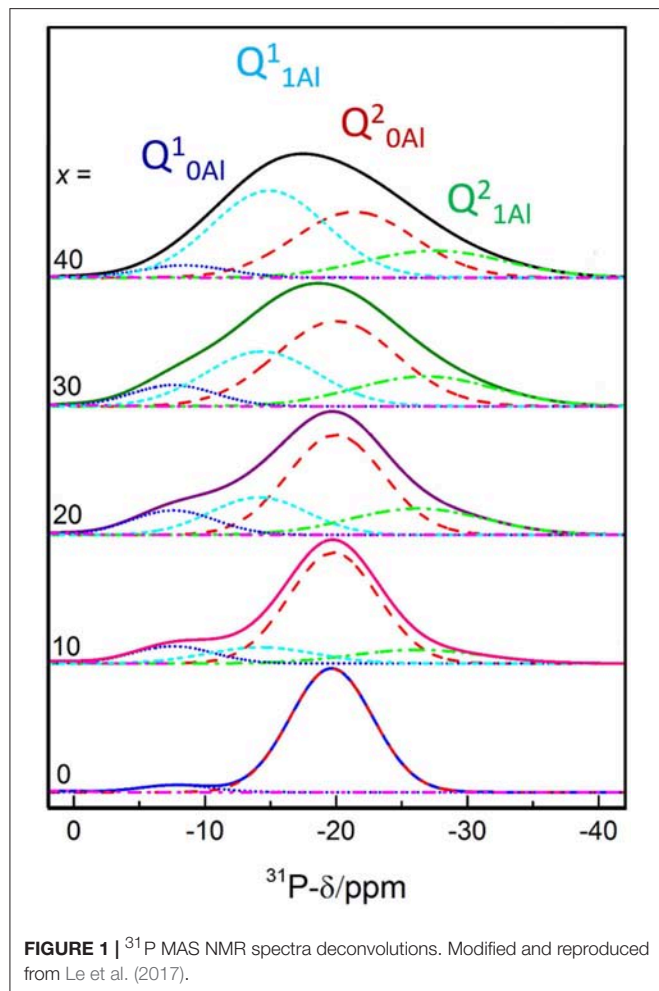 Q¹₁Al
Q²₀Al
Q¹₀Al
Q²₁Al
x =
40
30
20
10
0
0 -10 -20 -30 -40
³¹P-δ/ppm
FIGURE 1 | ³¹P MAS NMR spectra deconvolutions. Modified and reproduced
from Le et al. (2017).